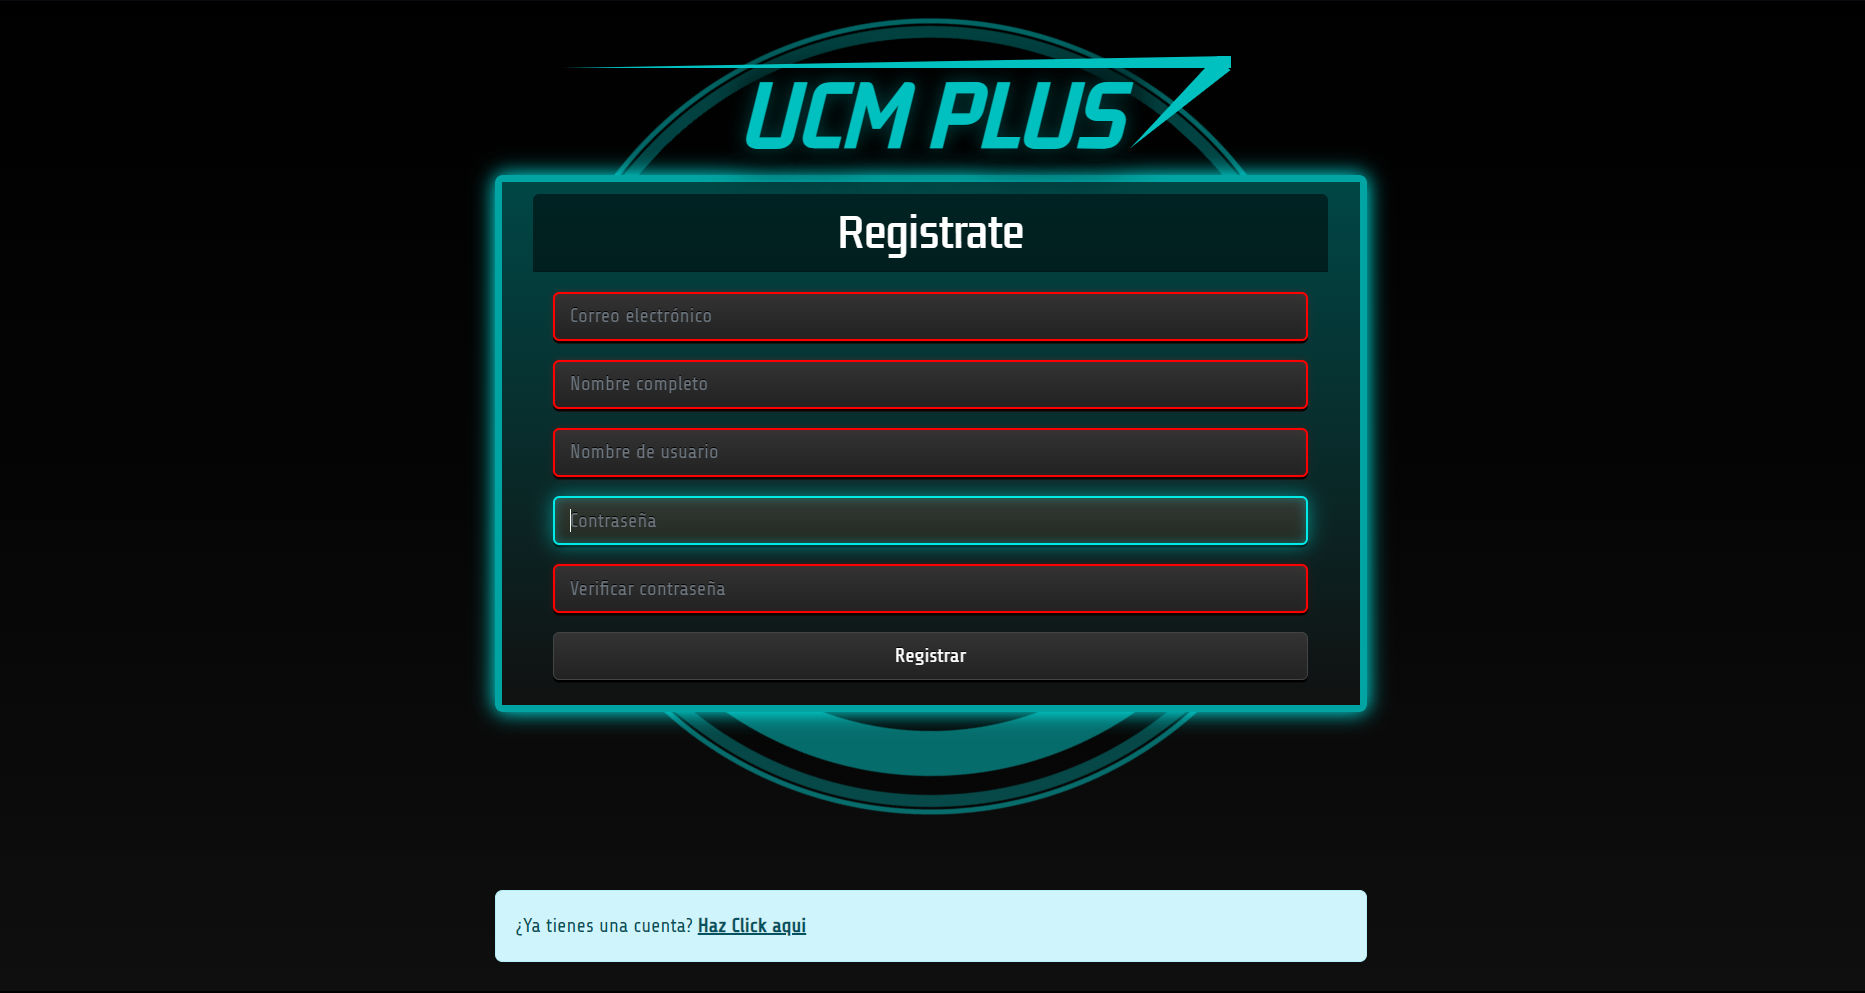 UCM PLUS
Registrate
Correo electrónico
Nombre completo
Nombre de usuario
Contraseña
Verificar contraseña
Registrar
¿Ya tienes una cuenta? Haz Click aqui